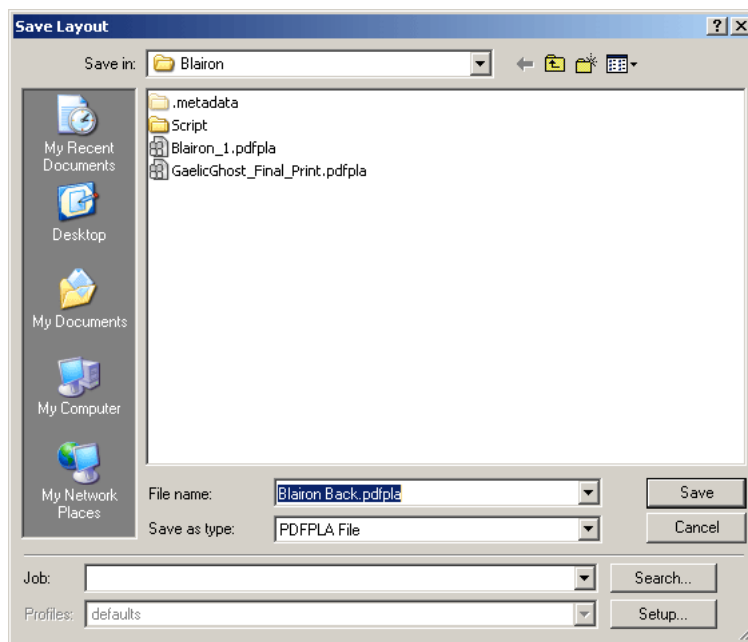 Save Layout
Save in: Blairon
.metadata
Script
Blairon_1.pdfpla
GaelicGhost_Final_Print.pdfpla
My Recent
Documents
Desktop
My Documents
My Computer
My Network
Places
File name: Blairon Back.pdfpla Save
Save as type: PDFPLA File Cancel
Job: Search...
Profiles: defaults Setup...